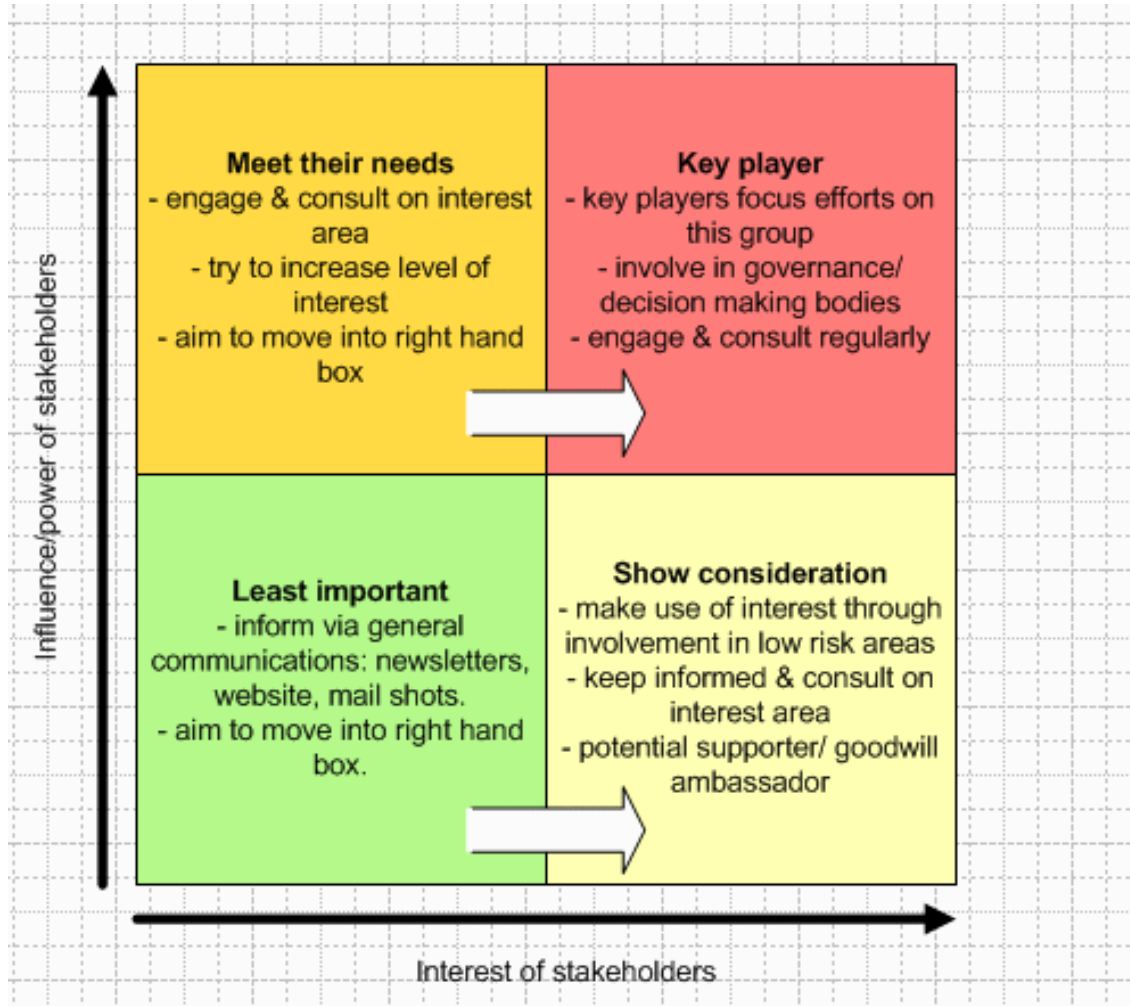 Influence/power of stakeholders
Meet their needs
- engage & consult on interest
area
- try to increase level of
interest
- aim to move into right hand
box
Key player
- key players focus efforts on
this group
- involve in governance/
decision making bodies
- engage & consult regularly
Least important
- inform via general
communications: newsletters,
website, mail shots.
- aim to move into right hand
box.
Show consideration
- make use of interest through
involvement in low risk areas
- keep informed & consult on
interest area
- potential supporter/ goodwill
ambassador
Interest of stakeholders